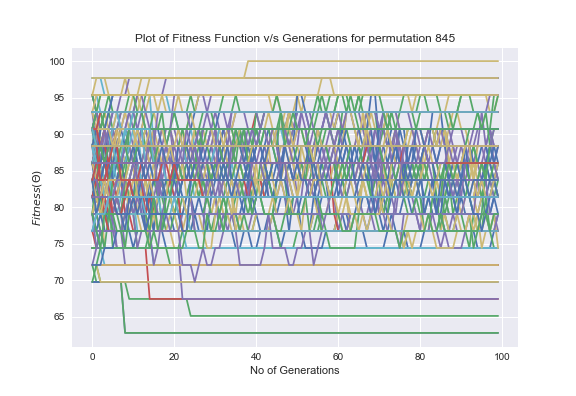 Plot of Fitness Function v/s Generations for permutation 845
100
95
90
85
80
75
70
65
Fitness(Θ)
0 20 40 60 80 100
No of Generations